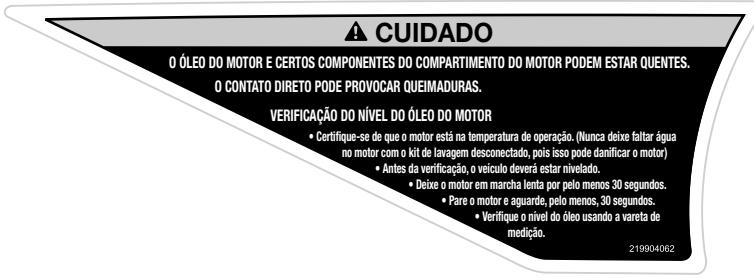 CUIDADO
O ÓLEO DO MOTOR E CERTOS COMPONENTES DO COMPARTIMENTO DO MOTOR PODEM ESTAR QUENTES.
O CONTATO DIRETO PODE PROVOCAR QUEIMADURAS.
VERIFICAÇÃO DO NÍVEL DO ÓLEO DO MOTOR
• Certifique-se de que o motor está na temperatura de operação. (Nunca deixe faltar água
no motor com o kit de lavagem desconectado, pois isso pode danificar o motor)
• Antes da verificação, o veículo deverá estar nivelado.
• Deixe o motor em marcha lenta por pelo menos 30 segundos.
• Pare o motor e aguarde, pelo menos, 30 segundos.
• Verifique o nível do óleo usando a vareta de
medição.
219904062